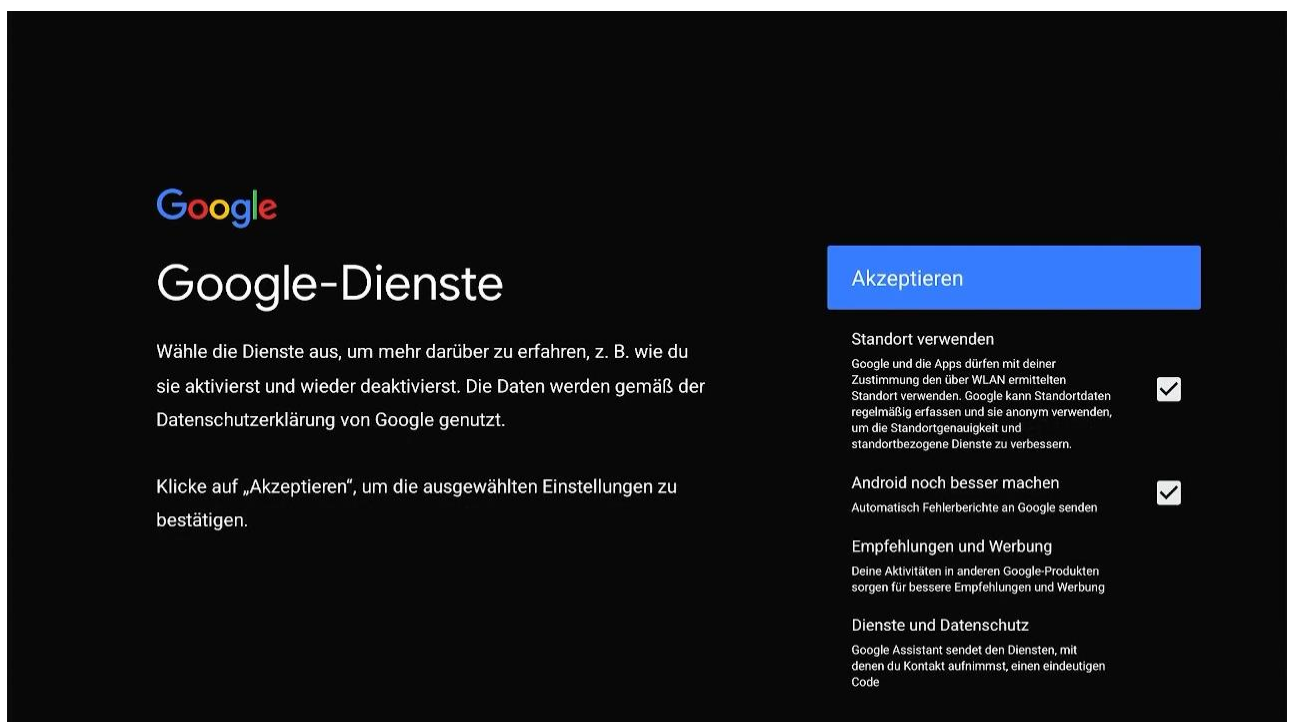 Google
Google-Dienste
Wähle die Dienste aus, um mehr darüber zu erfahren, z. B. wie du
sie aktivierst und wieder deaktivierst. Die Daten werden gemäß der
Datenschutzerklärung von Google genutzt.
Klicke auf „Akzeptieren“, um die ausgewählten Einstellungen zu
bestätigen.
Akzeptieren
Standort verwenden
Google und die Apps dürfen mit deiner
Zustimmung den über WLAN ermittelten
Standort verwenden. Google kann Standortdaten
regelmäßig erfassen und sie anonym verwenden,
um die Standortgenauigkeit und
standortbezogene Dienste zu verbessern.
Android noch besser machen
Automatisch Fehlerberichte an Google senden
Empfehlungen und Werbung
Deine Aktivitäten in anderen Google-Produkten
sorgen für bessere Empfehlungen und Werbung
Dienste und Datenschutz
Google Assistant sendet den Diensten, mit
denen du Kontakt aufnimmst, einen eindeutigen
Code